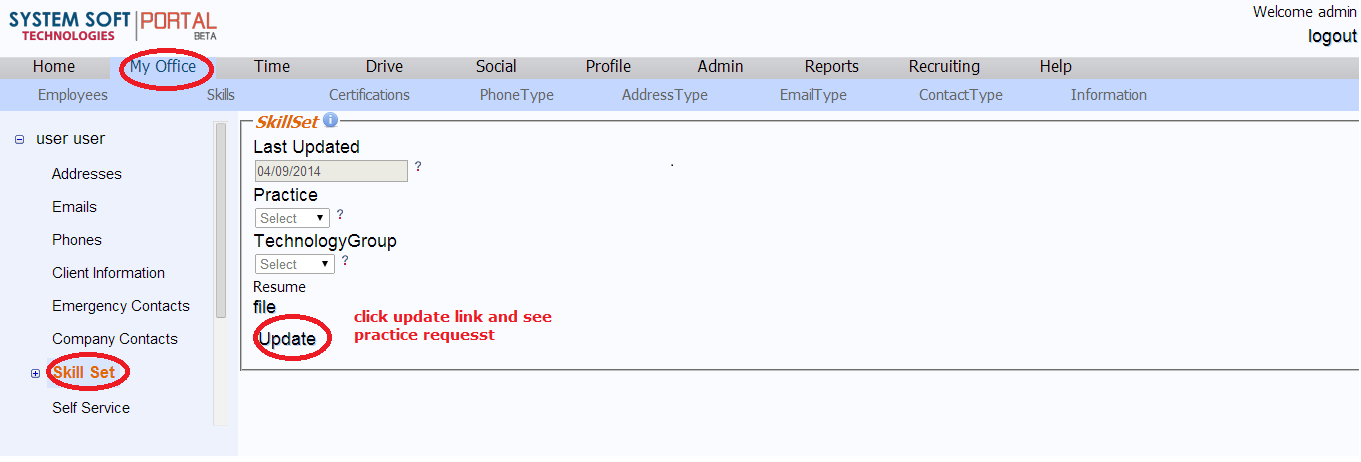 SYSTEM SOFT PORTAL
TECHNOLOGIES BETA
Welcome admin
logout
Home My Office Time Drive Social Profile Admin Reports Recruiting Help
Employees Skills Certifications PhoneType AddressType EmailType ContactType Information
user user
Addresses
Emails
Phones
Client Information
Emergency Contacts
Company Contacts
Skill Set
Self Service
SkillSet i
Last Updated
04/09/2014 ?
Practice
Select ?
TechnologyGroup
Select ?
Resume
file
Update
click update link and see
practice requesst